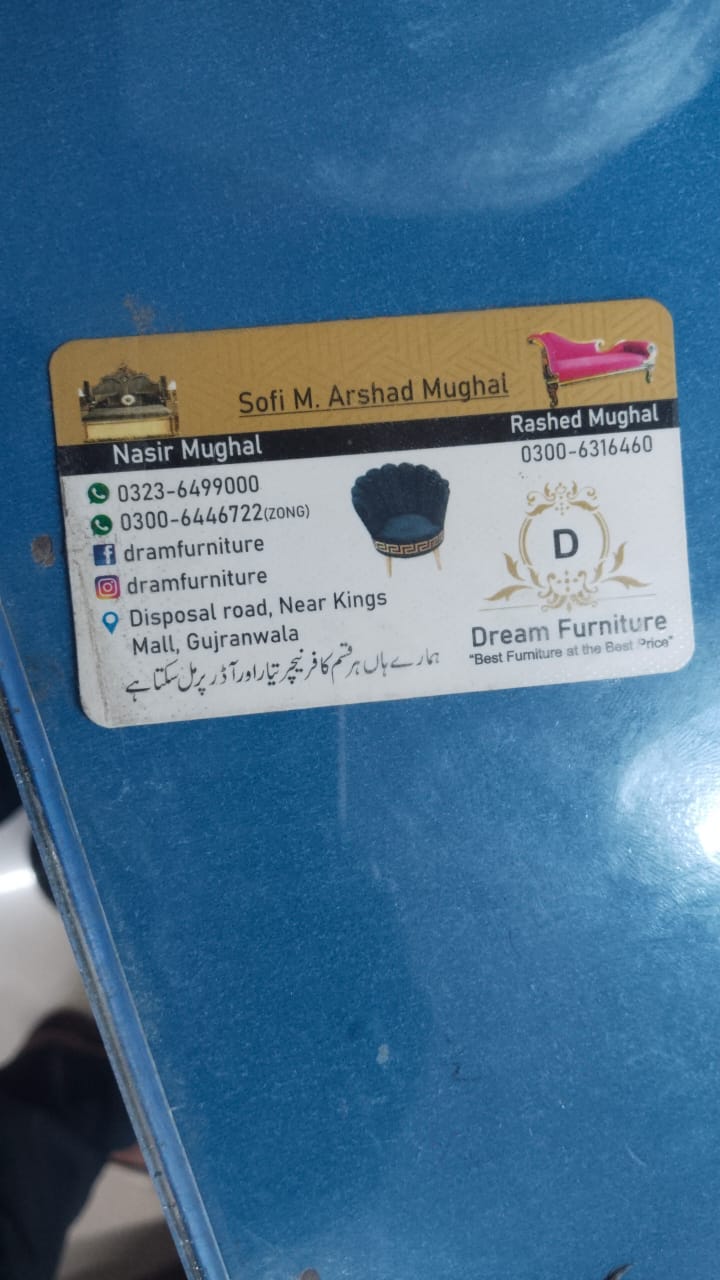 Sofi M. Arshad Mughal
Nasir Mughal
0323-6499000
0300-6446722(ZONG)
dramfurniture
dramfurniture
Disposal road, Near Kings
Mall, Gujranwala
Rashed Mughal
0300-6316460
D
Dream Furniture
"Best Furniture at the Best Price"
ہمارے ہاں ہر قسم کا فرنیچر تیار اور آڈر پر مل سکتا ہے